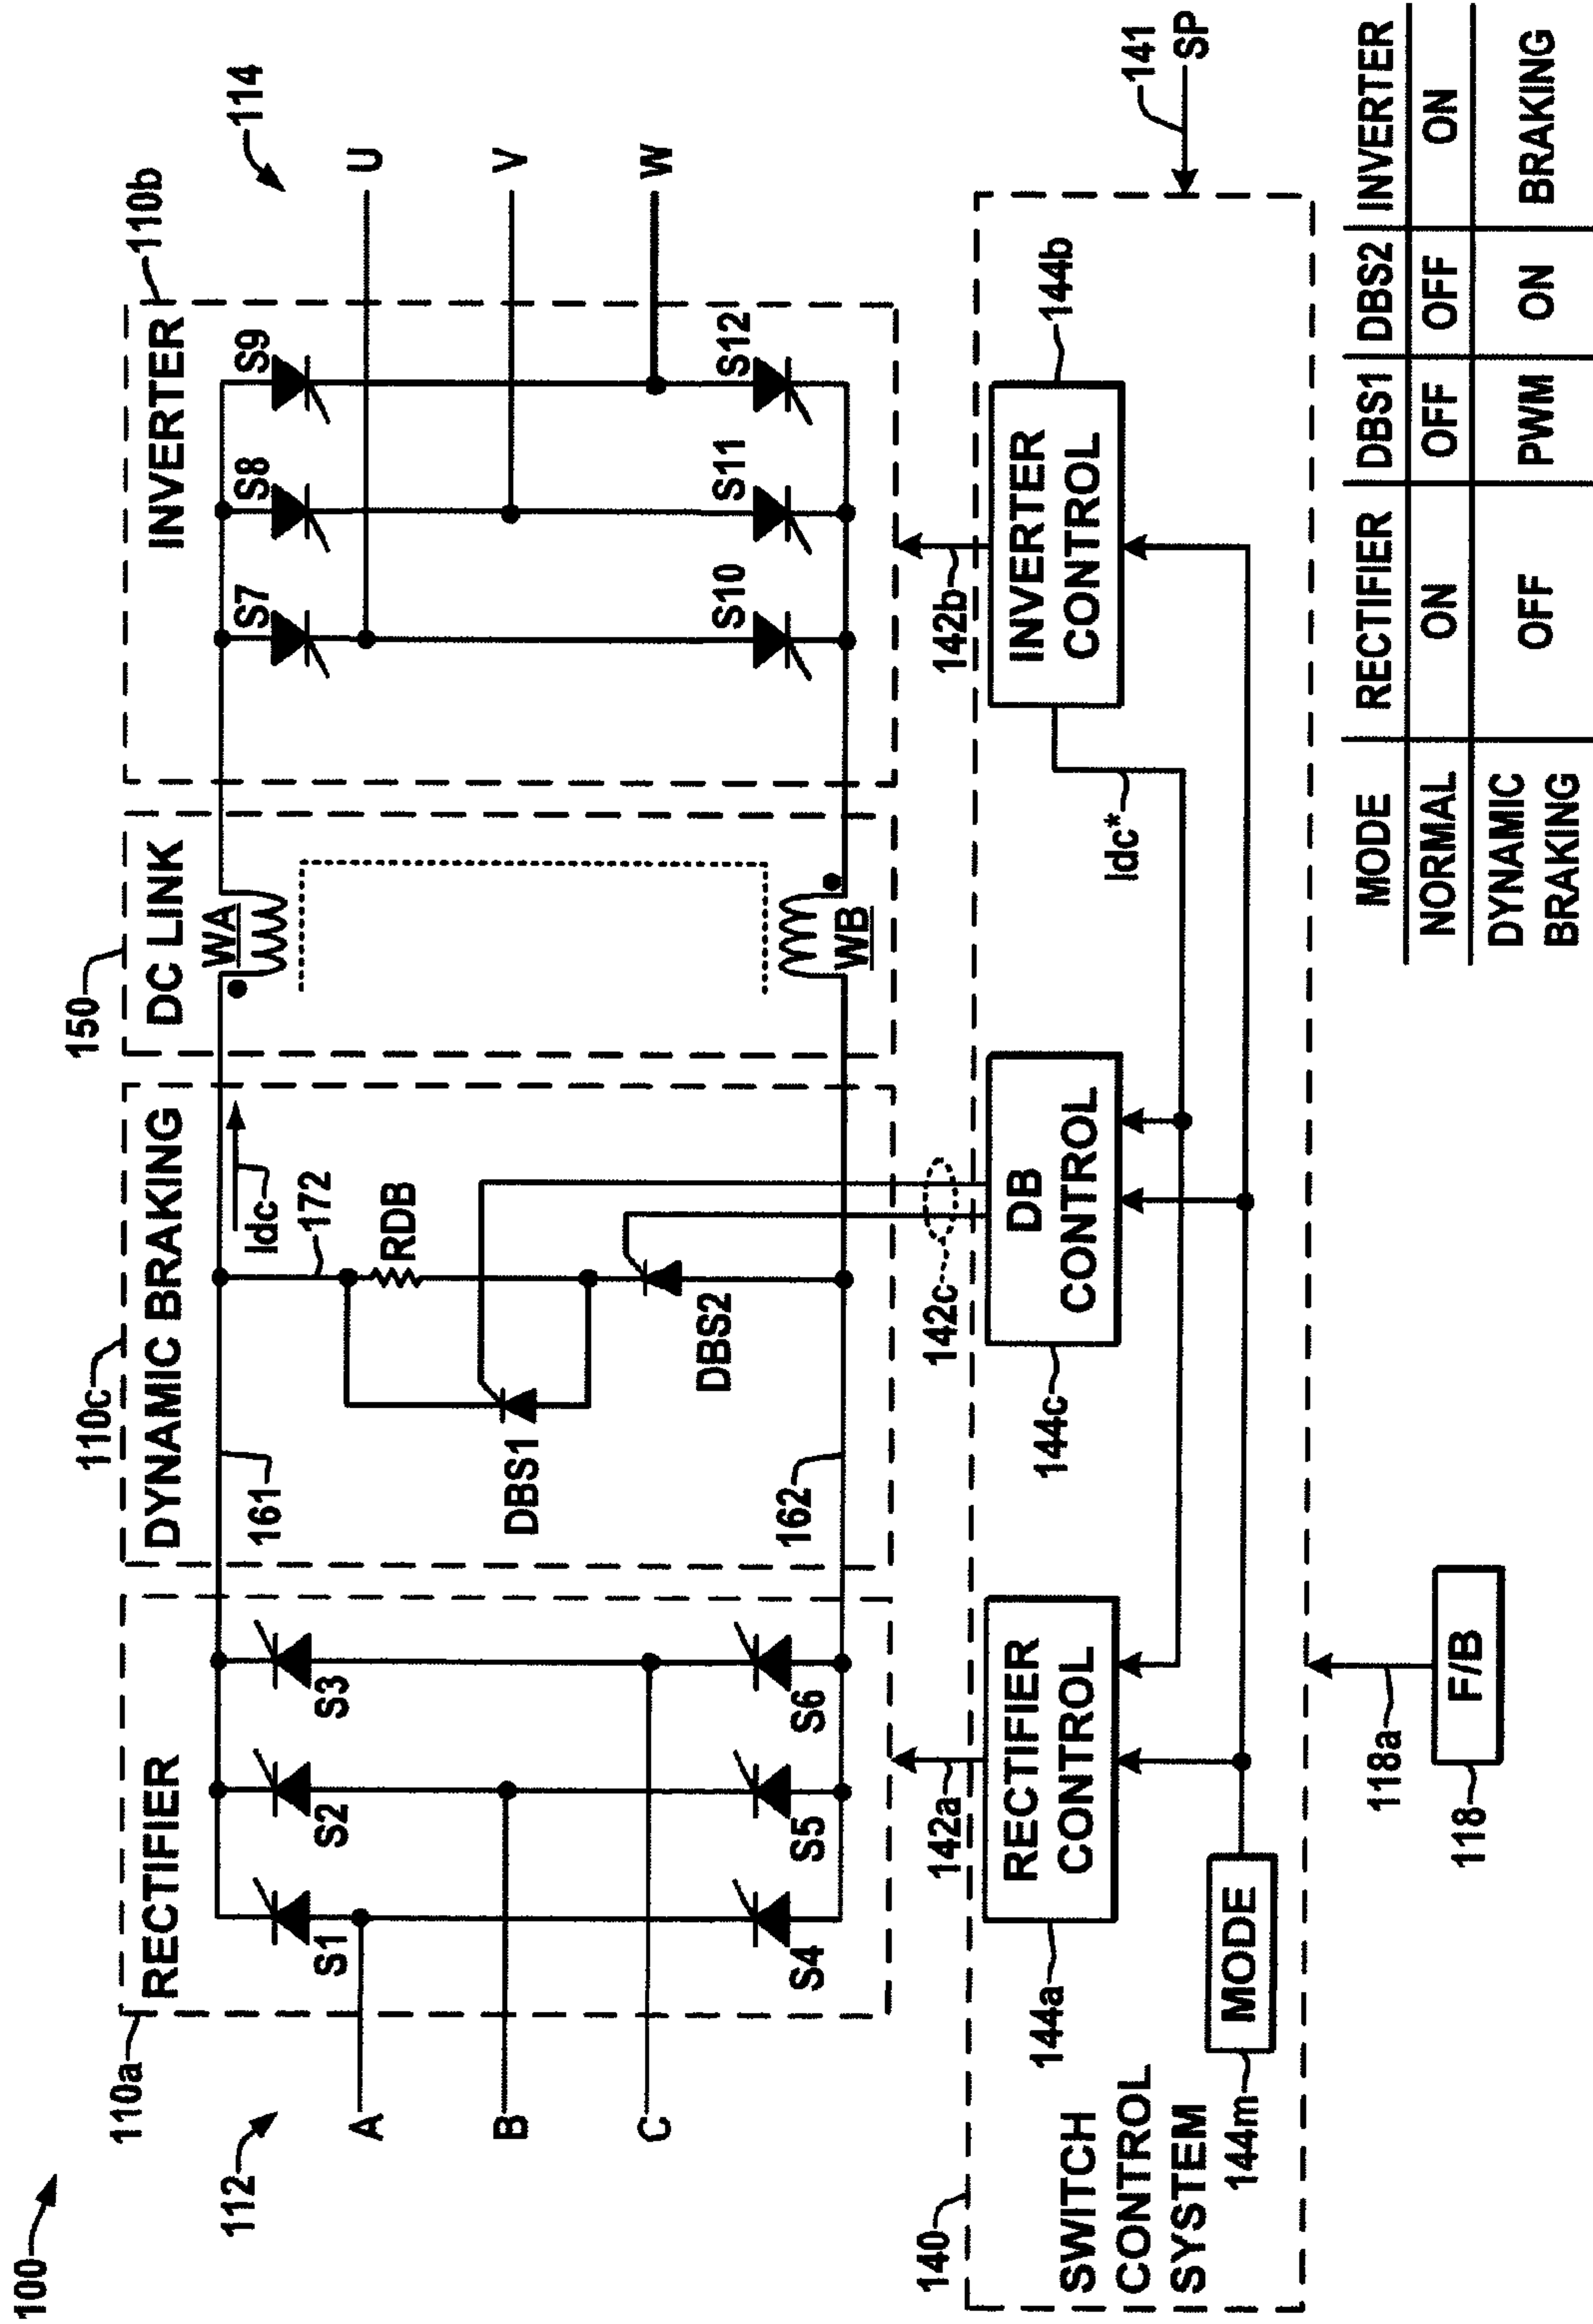 100
112
110a
RECTIFIER
A
B
C
S1
S2
S3
S4
S5
S6
110c
DYNAMIC BRAKING
161
162
Idc
172
RDB
DBS1
DBS2
150
DC LINK
WA
WB
110b
INVERTER
S7
S8
S9
S10
S11
S12
114
U
V
W
140
SWITCH
CONTROL
SYSTEM
142a
RECTIFIER
CONTROL
144a
142c
DB
CONTROL
144c
142b
INVERTER
CONTROL
144b
Idc*
141
SP
MODE
144m
118a
F/B
118
MODE RECTIFIER DBS1 DBS2 INVERTER
NORMAL ON OFF OFF ON
DYNAMIC
BRAKING OFF PWM ON BRAKING